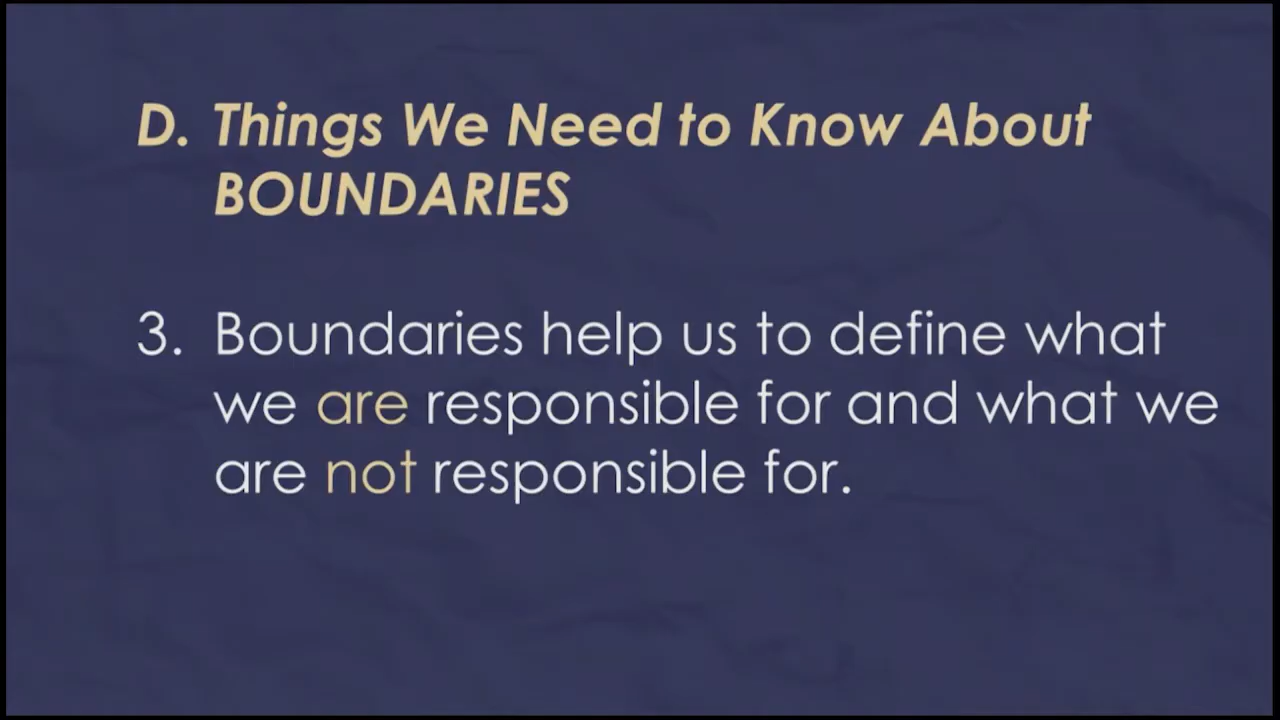 D. Things We Need to Know About
BOUNDARIES
3. Boundaries help us to define what
we are responsible for and what we
are not responsible for.